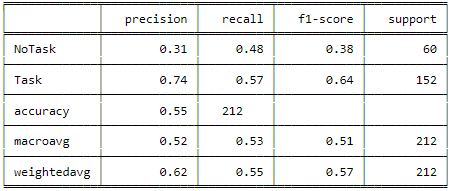 precision recall f1-score support
NoTask 0.31 0.48 0.38 60
Task 0.74 0.57 0.64 152
accuracy 0.55 212
macroavg 0.52 0.53 0.51 212
weightedavg 0.62 0.55 0.57 212